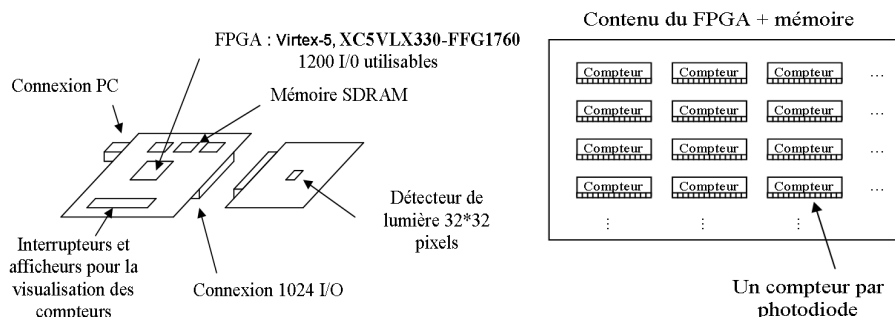 FPGA : Virtex-5, XC5VLX330-FFG1760
1200 I/0 utilisables
Connexion PC
Mémoire SDRAM
Détecteur de
lumière 32*32
pixels
Interrupteurs et
afficheurs pour la
visualisation des
compteurs
Connexion 1024 I/O
Contenu du FPGA + mémoire
Compteur Compteur Compteur ...
Compteur Compteur Compteur ...
Compteur Compteur Compteur ...
Compteur Compteur Compteur ...
⋮ ⋮ ⋮
Un compteur par
photodiode